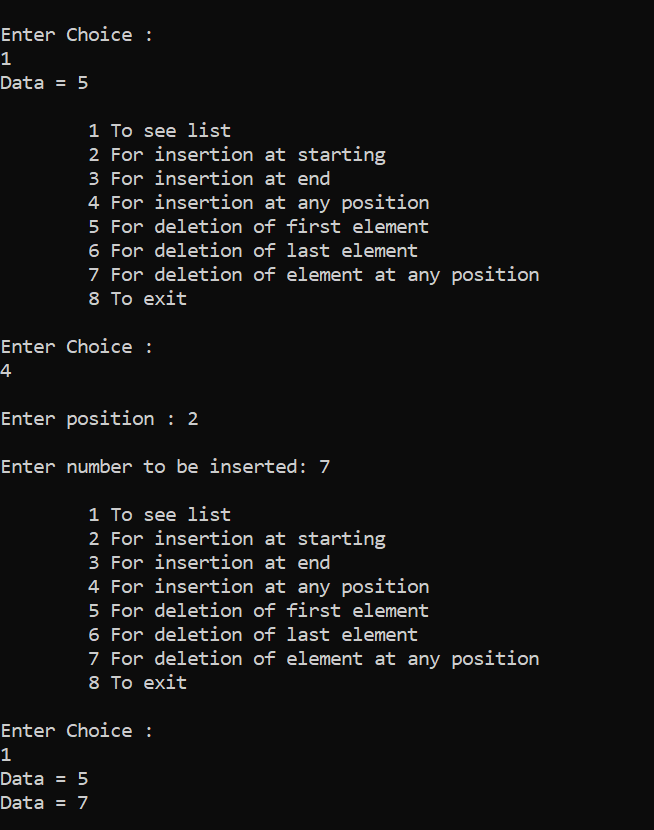 Enter Choice :
1
Data = 5
1 To see list
2 For insertion at starting
3 For insertion at end
4 For insertion at any position
5 For deletion of first element
6 For deletion of last element
7 For deletion of element at any position
8 To exit
Enter Choice :
4
Enter position : 2
Enter number to be inserted: 7
1 To see list
2 For insertion at starting
3 For insertion at end
4 For insertion at any position
5 For deletion of first element
6 For deletion of last element
7 For deletion of element at any position
8 To exit
Enter Choice :
1
Data = 5
Data = 7